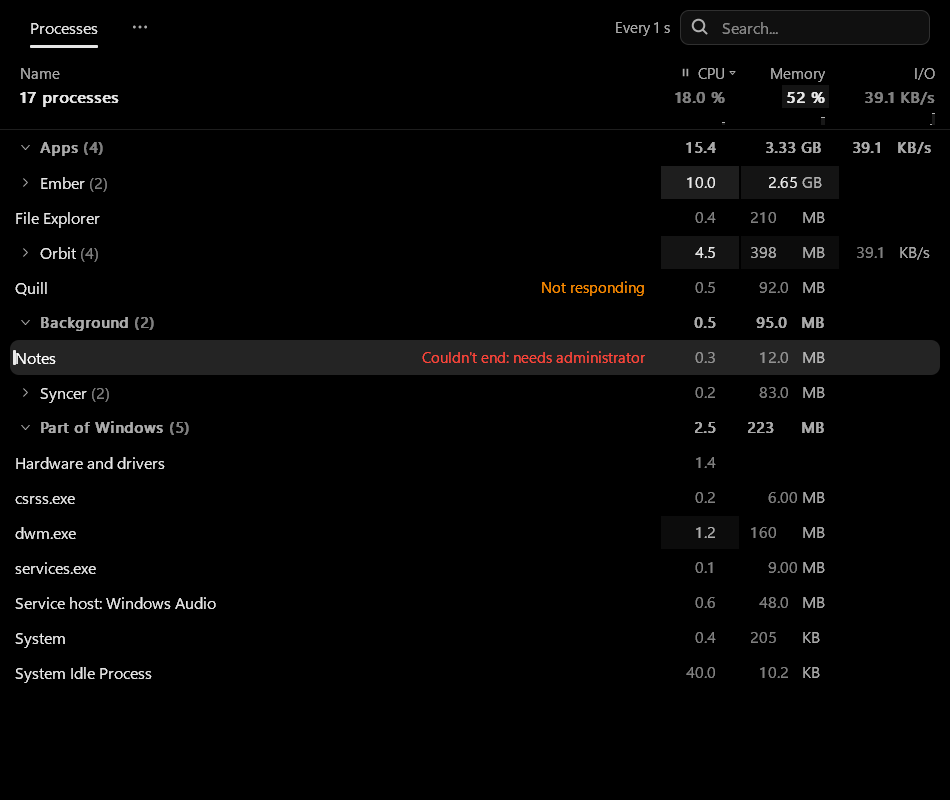 Processes ···
Every 1 s Search...
Name CPU Memory I/O
17 processes 18.0 % 52 % 39.1 KB/s
Apps (4) 15.4 3.33 GB 39.1 KB/s
Ember (2) 10.0 2.65 GB
File Explorer 0.4 210 MB
Orbit (4) 4.5 398 MB 39.1 KB/s
Quill Not responding 0.5 92.0 MB
Background (2) 0.5 95.0 MB
Notes Couldn't end: needs administrator 0.3 12.0 MB
Syncer (2) 0.2 83.0 MB
Part of Windows (5) 2.5 223 MB
Hardware and drivers 1.4
csrss.exe 0.2 6.00 MB
dwm.exe 1.2 160 MB
services.exe 0.1 9.00 MB
Service host: Windows Audio 0.6 48.0 MB
System 0.4 205 KB
System Idle Process 40.0 10.2 KB